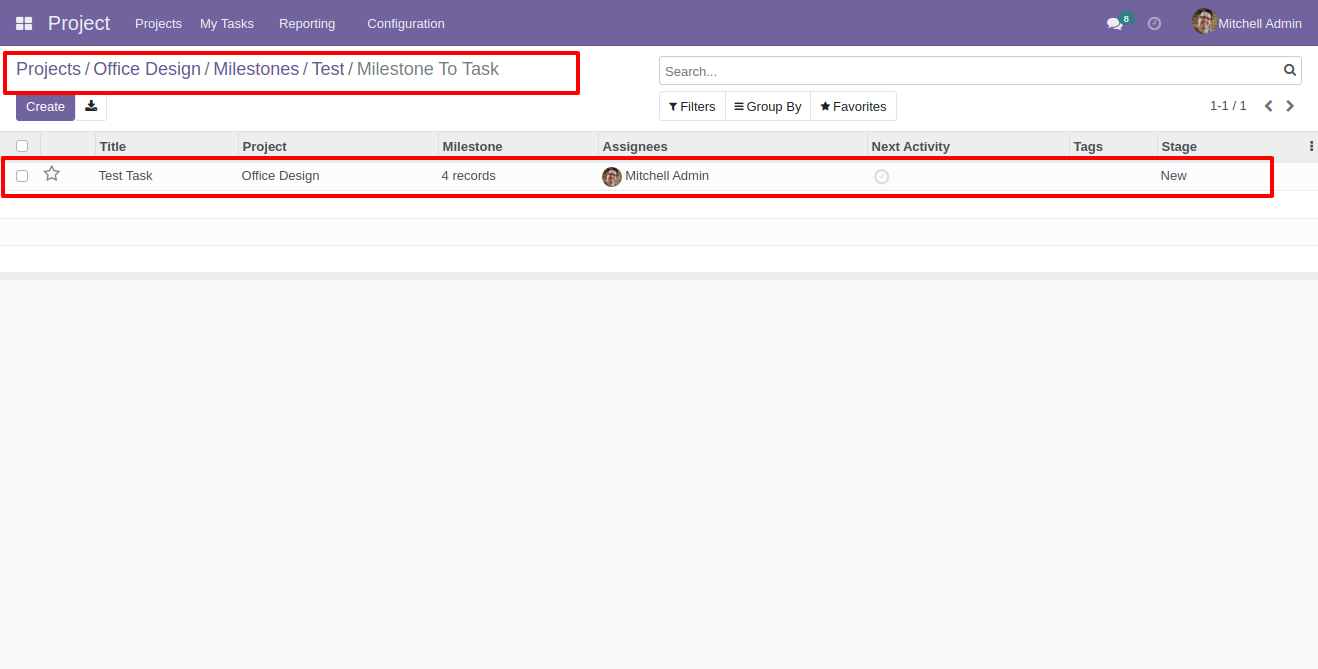 Project Projects My Tasks Reporting Configuration 8 Mitchell Admin
Projects / Office Design / Milestones / Test / Milestone To Task
Search...
Create Filters Group By Favorites 1-1 / 1
Title Project Milestone Assignees Next Activity Tags Stage
Test Task Office Design 4 records Mitchell Admin New